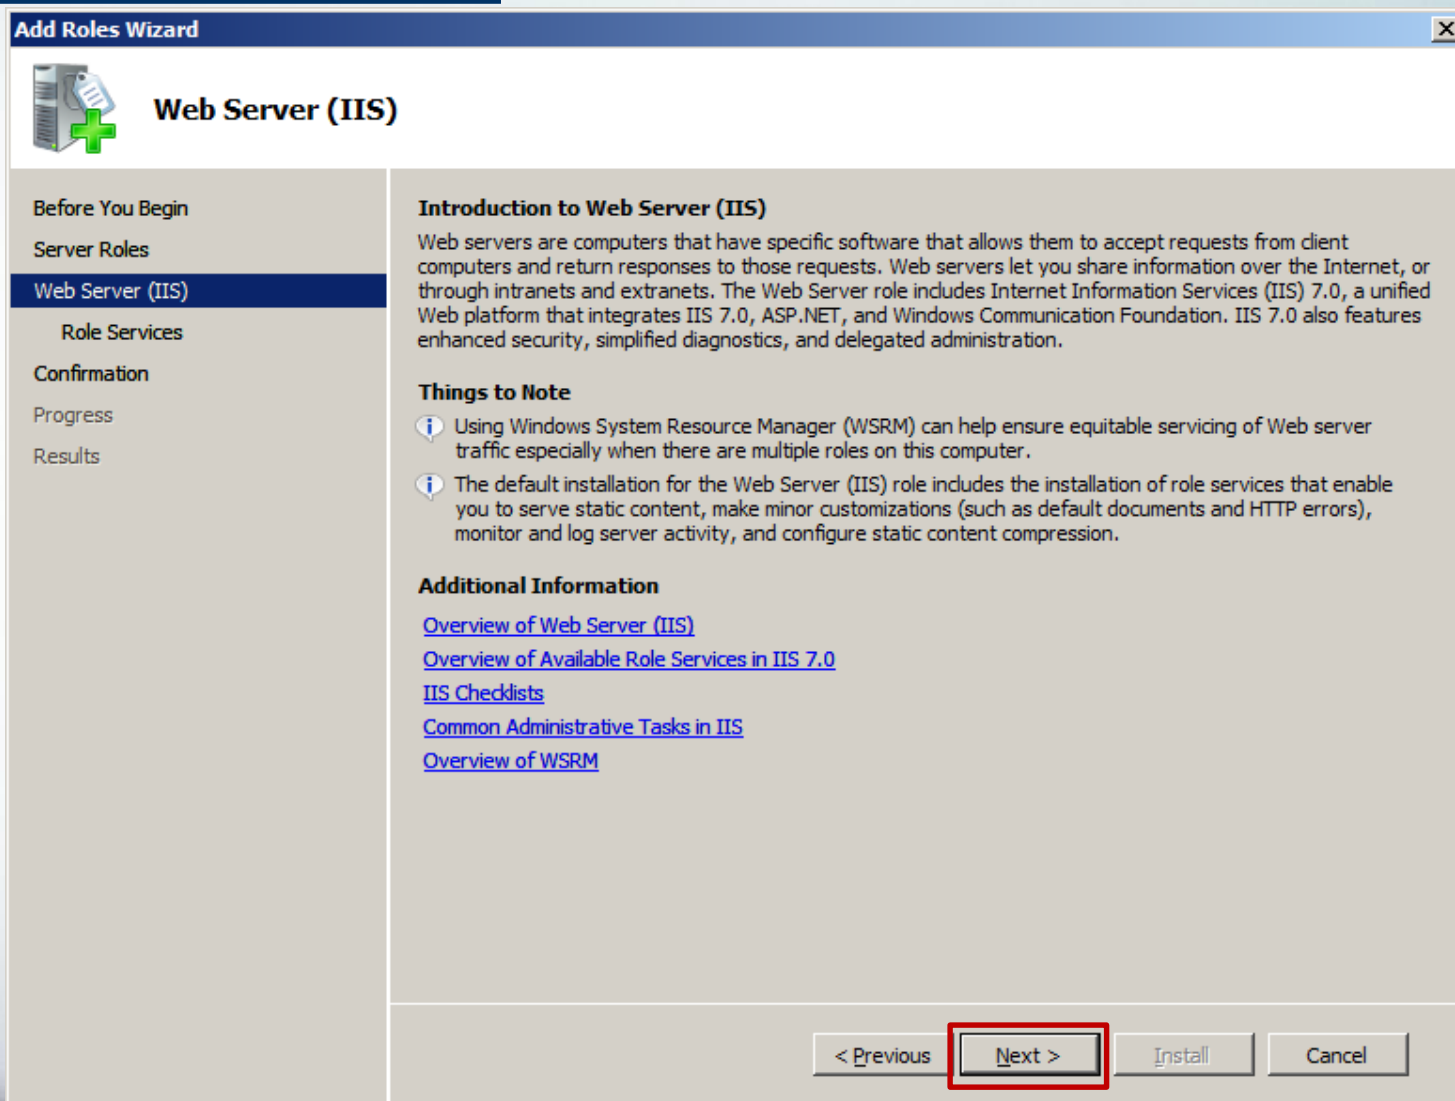 Add Roles Wizard
Web Server (IIS)
Before You Begin
Server Roles
Web Server (IIS)
Role Services
Confirmation
Progress
Results
Introduction to Web Server (IIS)
Web servers are computers that have specific software that allows them to accept requests from client
computers and return responses to those requests. Web servers let you share information over the Internet, or
through intranets and extranets. The Web Server role includes Internet Information Services (IIS) 7.0, a unified
Web platform that integrates IIS 7.0, ASP.NET, and Windows Communication Foundation. IIS 7.0 also features
enhanced security, simplified diagnostics, and delegated administration.
Things to Note
Using Windows System Resource Manager (WSRM) can help ensure equitable servicing of Web server
traffic especially when there are multiple roles on this computer.
The default installation for the Web Server (IIS) role includes the installation of role services that enable
you to serve static content, make minor customizations (such as default documents and HTTP errors),
monitor and log server activity, and configure static content compression.
Additional Information
Overview of Web Server (IIS)
Overview of Available Role Services in IIS 7.0
IIS Checklists
Common Administrative Tasks in IIS
Overview of WSRM
< Previous
Next >
Install
Cancel